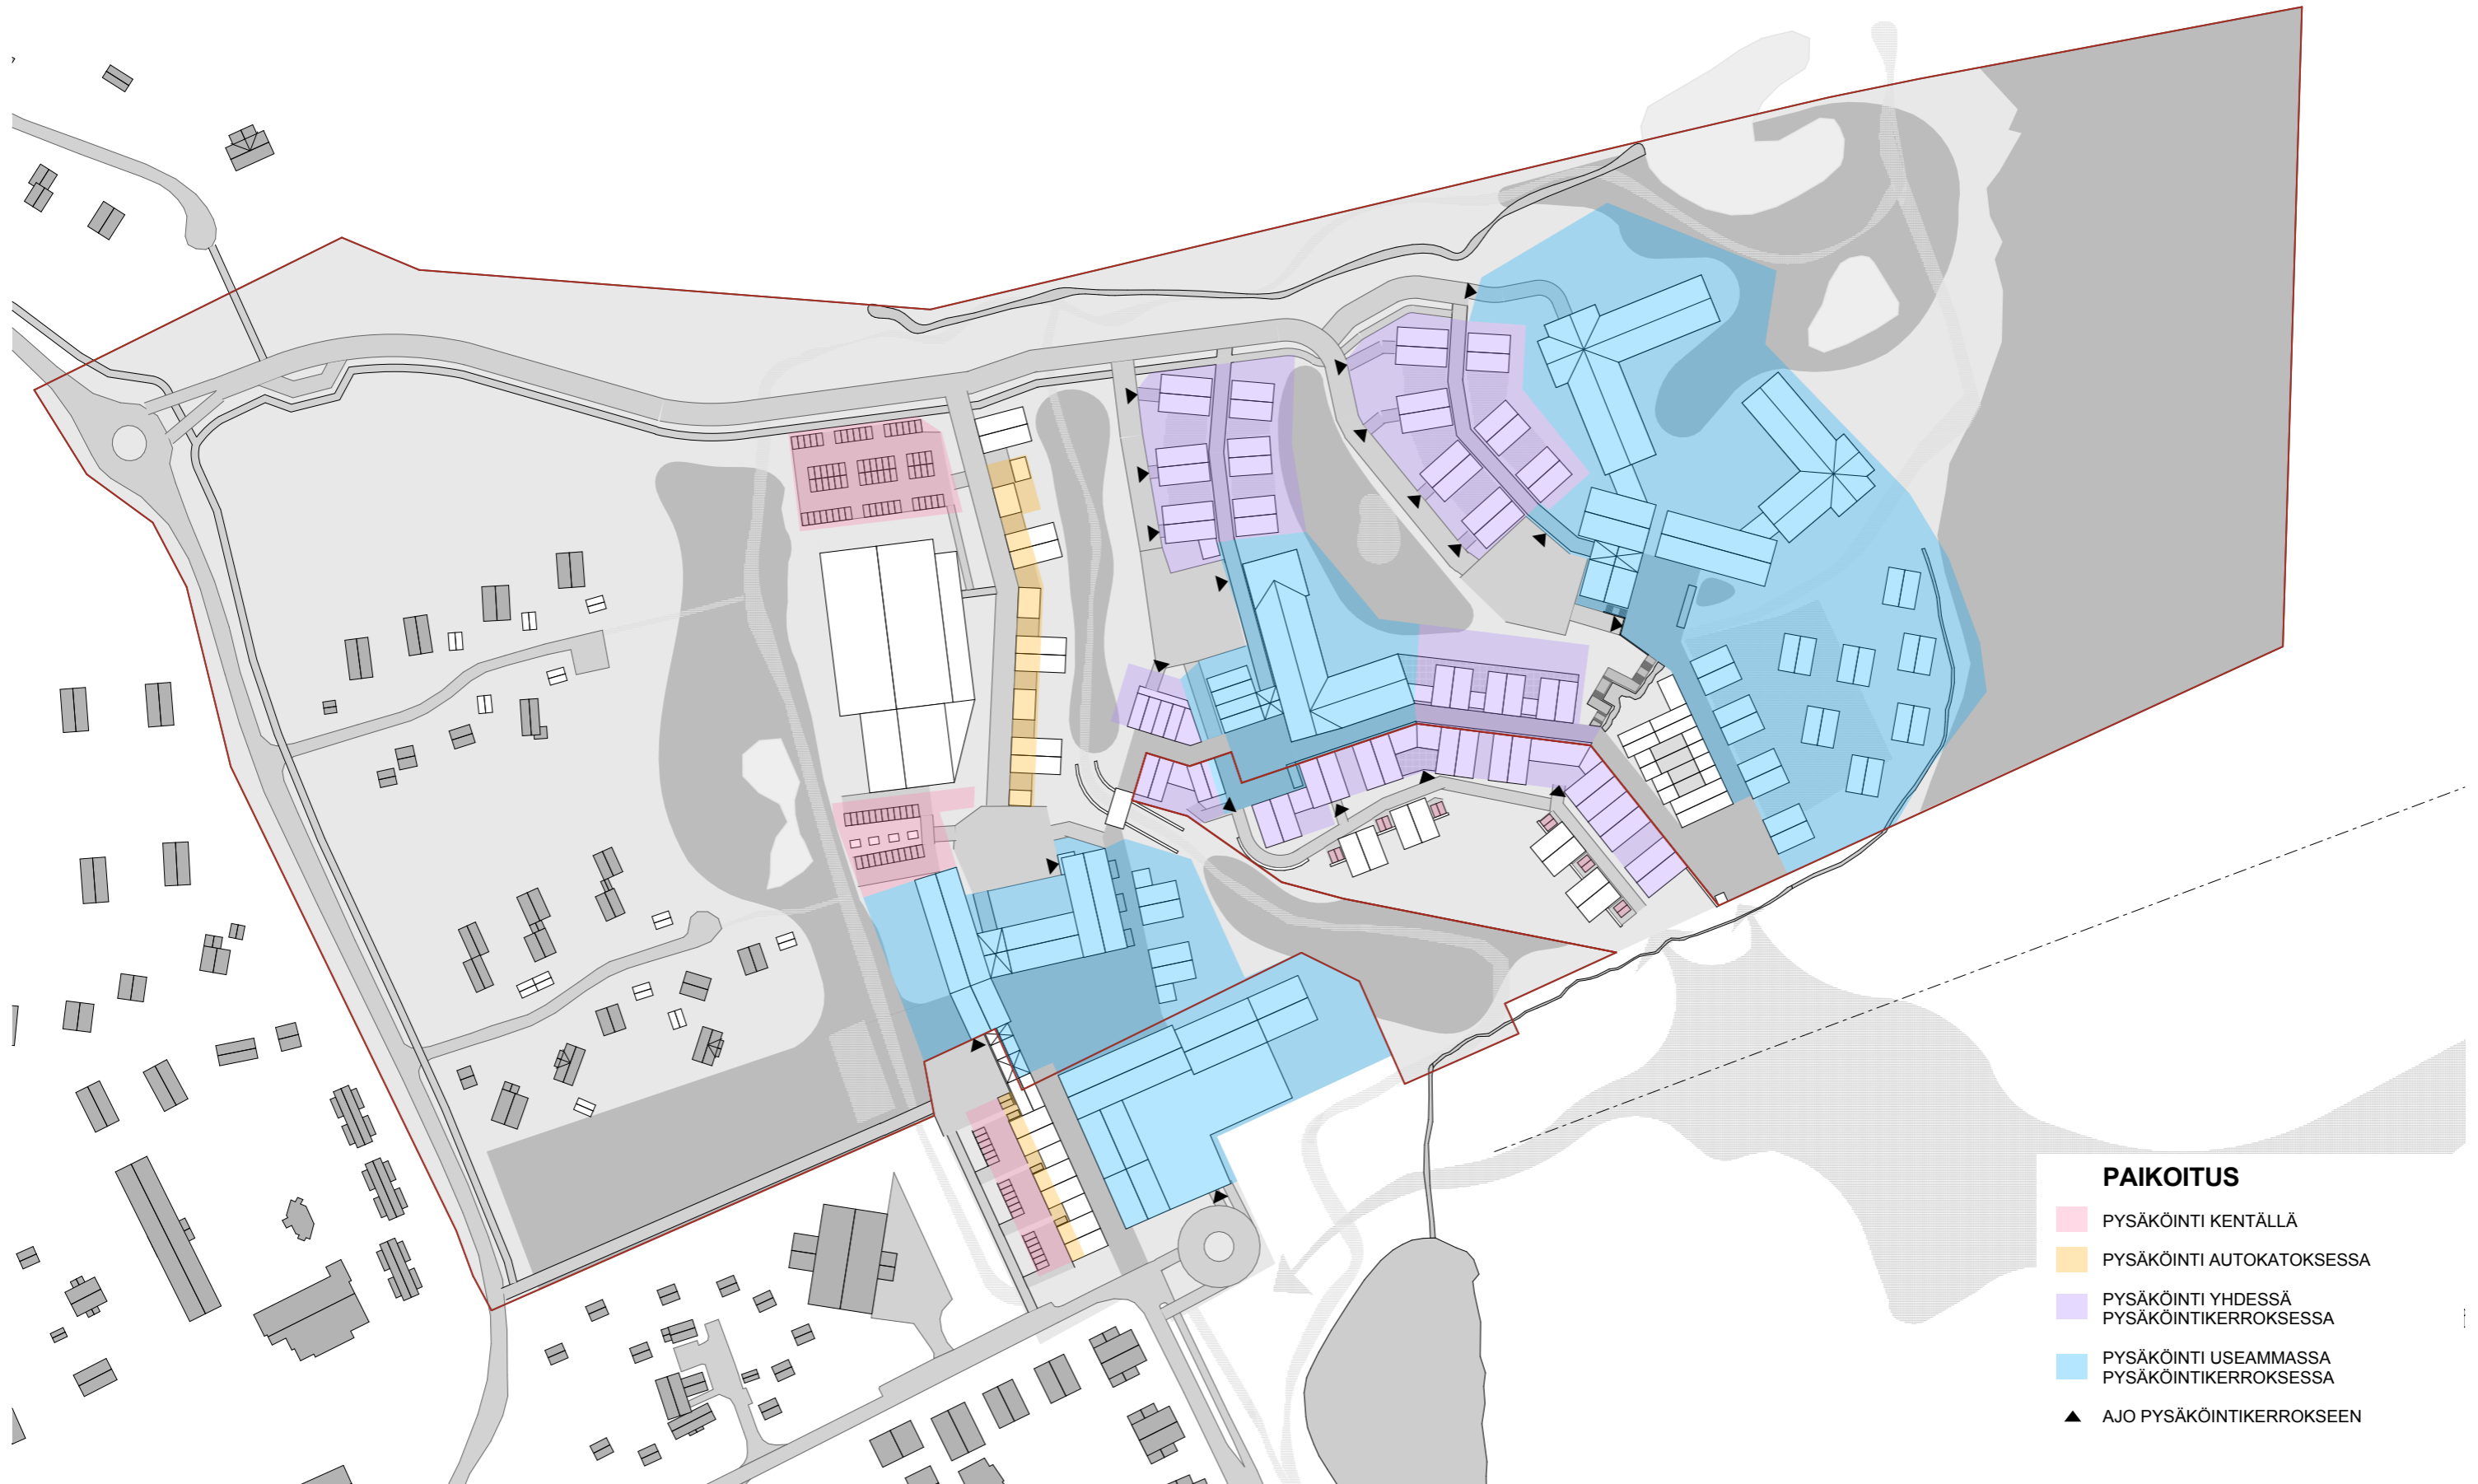 PAIKOITUS
PYSÄKÖINTI KENTÄLLÄ
PYSÄKÖINTI AUTOKATOKSESSA
PYSÄKÖINTI YHDESSÄ
PYSÄKÖINTIKERROKSESSA
PYSÄKÖINTI USEAMMASSA
PYSÄKÖINTIKERROKSESSA
AJO PYSÄKÖINTIKERROKSEEN